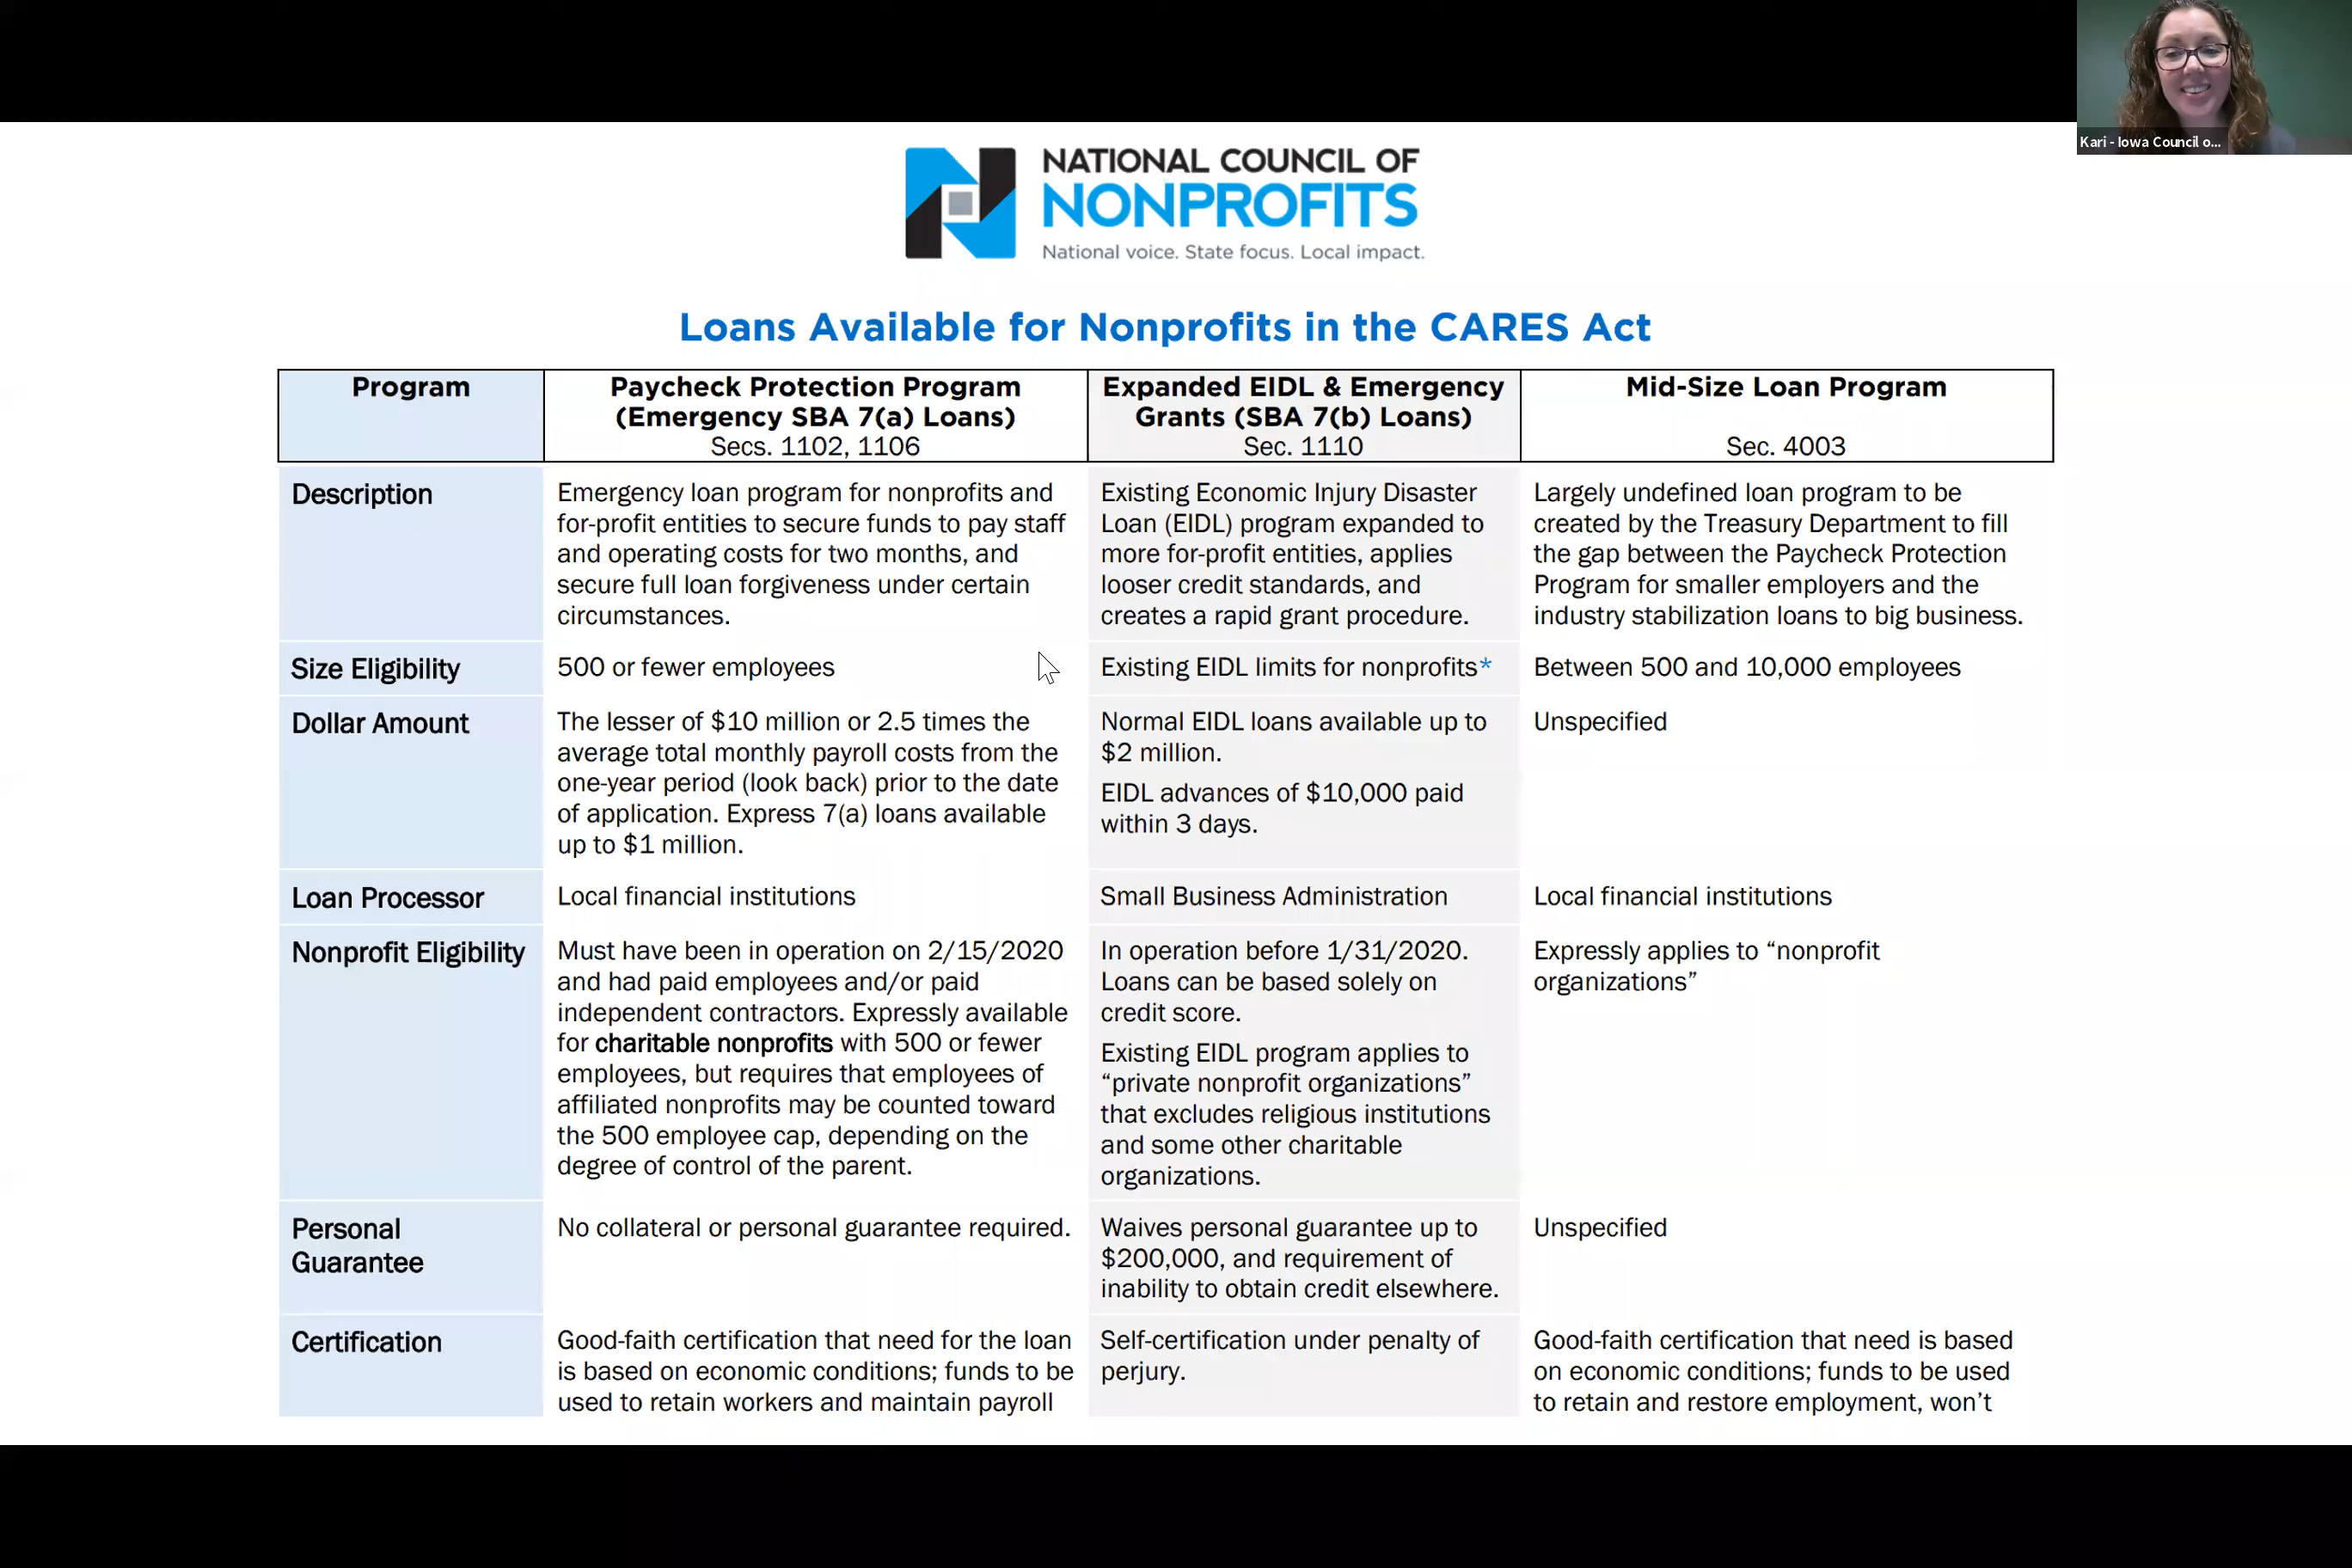 Kari - Iowa Council o...
NATIONAL COUNCIL OF
NONPROFITS
National voice. State focus. Local impact.
Loans Available for Nonprofits in the CARES Act
Program
Paycheck Protection Program
(Emergency SBA 7(a) Loans)
Secs. 1102, 1106
Expanded EIDL & Emergency
Grants (SBA 7(b) Loans)
Sec. 1110
Mid-Size Loan Program
Sec. 4003
Description
Emergency loan program for nonprofits and
for-profit entities to secure funds to pay staff
and operating costs for two months, and
secure full loan forgiveness under certain
circumstances.
Existing Economic Injury Disaster
Loan (EIDL) program expanded to
more for-profit entities, applies
looser credit standards, and
creates a rapid grant procedure.
Largely undefined loan program to be
created by the Treasury Department to fill
the gap between the Paycheck Protection
Program for smaller employers and the
industry stabilization loans to big business.
Size Eligibility
500 or fewer employees
Existing EIDL limits for nonprofits*
Between 500 and 10,000 employees
Dollar Amount
The lesser of $10 million or 2.5 times the
average total monthly payroll costs from the
one-year period (look back) prior to the date
of application. Express 7(a) loans available
up to $1 million.
Normal EIDL loans available up to
$2 million.
EIDL advances of $10,000 paid
within 3 days.
Unspecified
Loan Processor
Local financial institutions
Small Business Administration
Local financial institutions
Nonprofit Eligibility
Must have been in operation on 2/15/2020
and had paid employees and/or paid
independent contractors. Expressly available
for charitable nonprofits with 500 or fewer
employees, but requires that employees of
affiliated nonprofits may be counted toward
the 500 employee cap, depending on the
degree of control of the parent.
In operation before 1/31/2020.
Loans can be based solely on
credit score.
Existing EIDL program applies to
“private nonprofit organizations”
that excludes religious institutions
and some other charitable
organizations.
Expressly applies to “nonprofit
organizations”
Personal
Guarantee
No collateral or personal guarantee required.
Waives personal guarantee up to
$200,000, and requirement of
inability to obtain credit elsewhere.
Unspecified
Certification
Good-faith certification that need for the loan
is based on economic conditions; funds to be
used to retain workers and maintain payroll
Self-certification under penalty of
perjury.
Good-faith certification that need is based
on economic conditions; funds to be used
to retain and restore employment, won’t